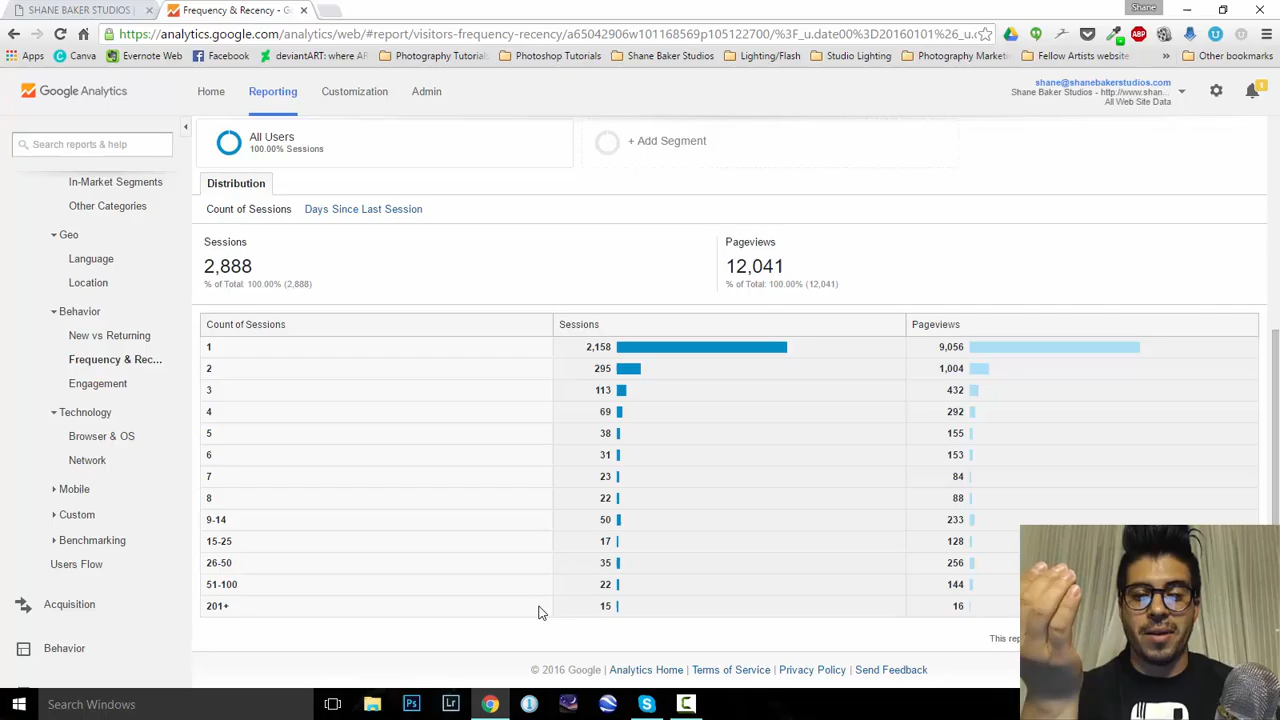 Shane
SHANE BAKER STUDIOS
Frequency & Recency - Go
https://analytics.google.com/analytics/web/#report/visitors-frequency-recency/a65042906w101168569p105122700/%3F_u.date00%3D20160101%26_u.c
Apps Canva Evernote Web Facebook deviantART: where Photography Tutorials Photoshop Tutorials Shane Baker Studios Lighting/Flash Studio Lighting Photography Marketi Fellow Artists website » Other bookmarks
Google Analytics Home Reporting Customization Admin
shane@shanebakerstudios.com
Shane Baker Studios - http://www.shan...
All Web Site Data
1
Search reports & help
In-Market Segments
Other Categories
Geo
Language
Location
Behavior
New vs Returning
Frequency & Rec...
Engagement
Technology
Browser & OS
Network
Mobile
Custom
Benchmarking
Users Flow
Acquisition
Behavior
All Users
100.00% Sessions
+ Add Segment
Distribution
Count of Sessions Days Since Last Session
Sessions Pageviews
2,888 12,041
% of Total: 100.00% (2,888) % of Total: 100.00% (12,041)
Count of Sessions Sessions Pageviews
1 2,158 9,056
2 295 1,004
3 113 432
4 69 292
5 38 155
6 31 153
7 23 84
8 22 88
9-14 50 233
15-25 17 128
26-50 35 256
51-100 22 144
201+ 15 16
This rep
© 2016 Google | Analytics Home | Terms of Service | Privacy Policy | Send Feedback
Search Windows